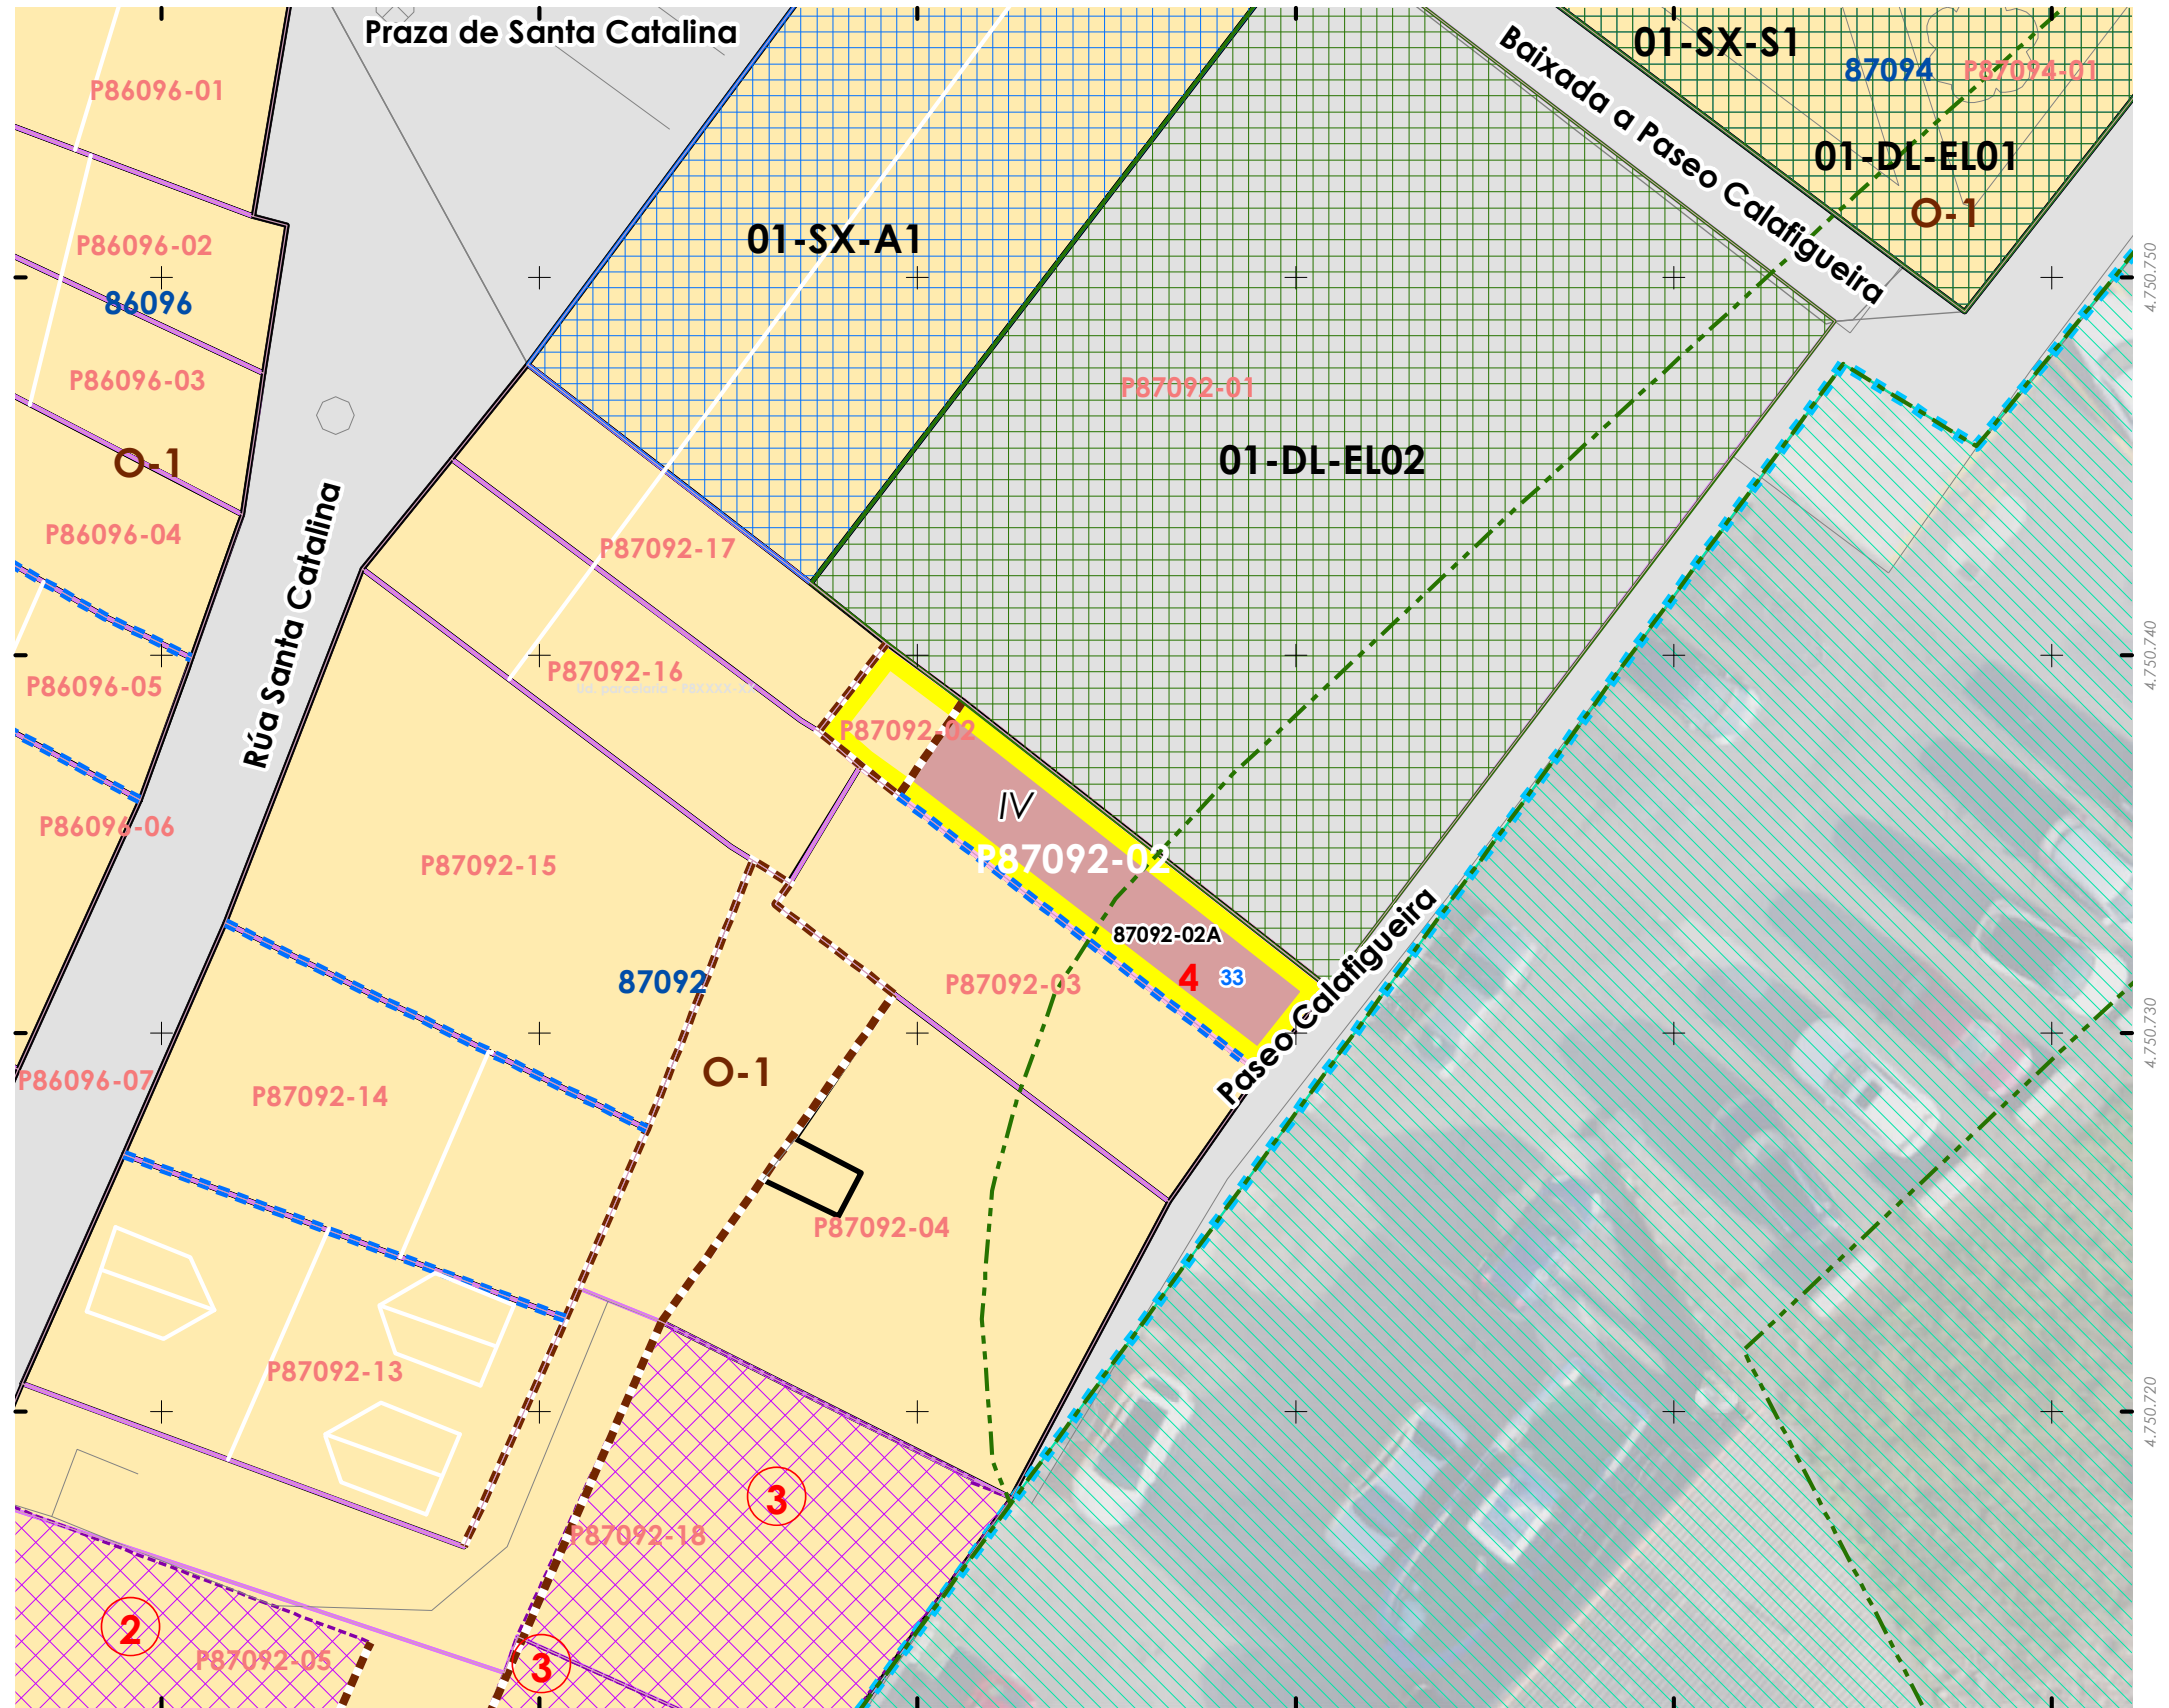 Praza de Santa Catalina
Baixada a Paseo Calafigueira
01-SX-S1
87094
P87094-01
P86096-01
01-DL-EL01
O-1
P86096-02
01-SX-A1
4.750.750
86096
P86096-03
P87092-01
O-1
01-DL-EL02
P86096-04
P87092-17
Rúa Santa Catalina
P87092-16
4.750.740
P86096-05
P87092-02
IV
P86096-06
P87092-15
P87092-02
87092-02A
4
33
87092
P87092-03
Paseo Calafigueira
4.750.730
O-1
P86096-07
P87092-14
P87092-04
P87092-13
4.750.720
3
P87092-18
2
P87092-05
3